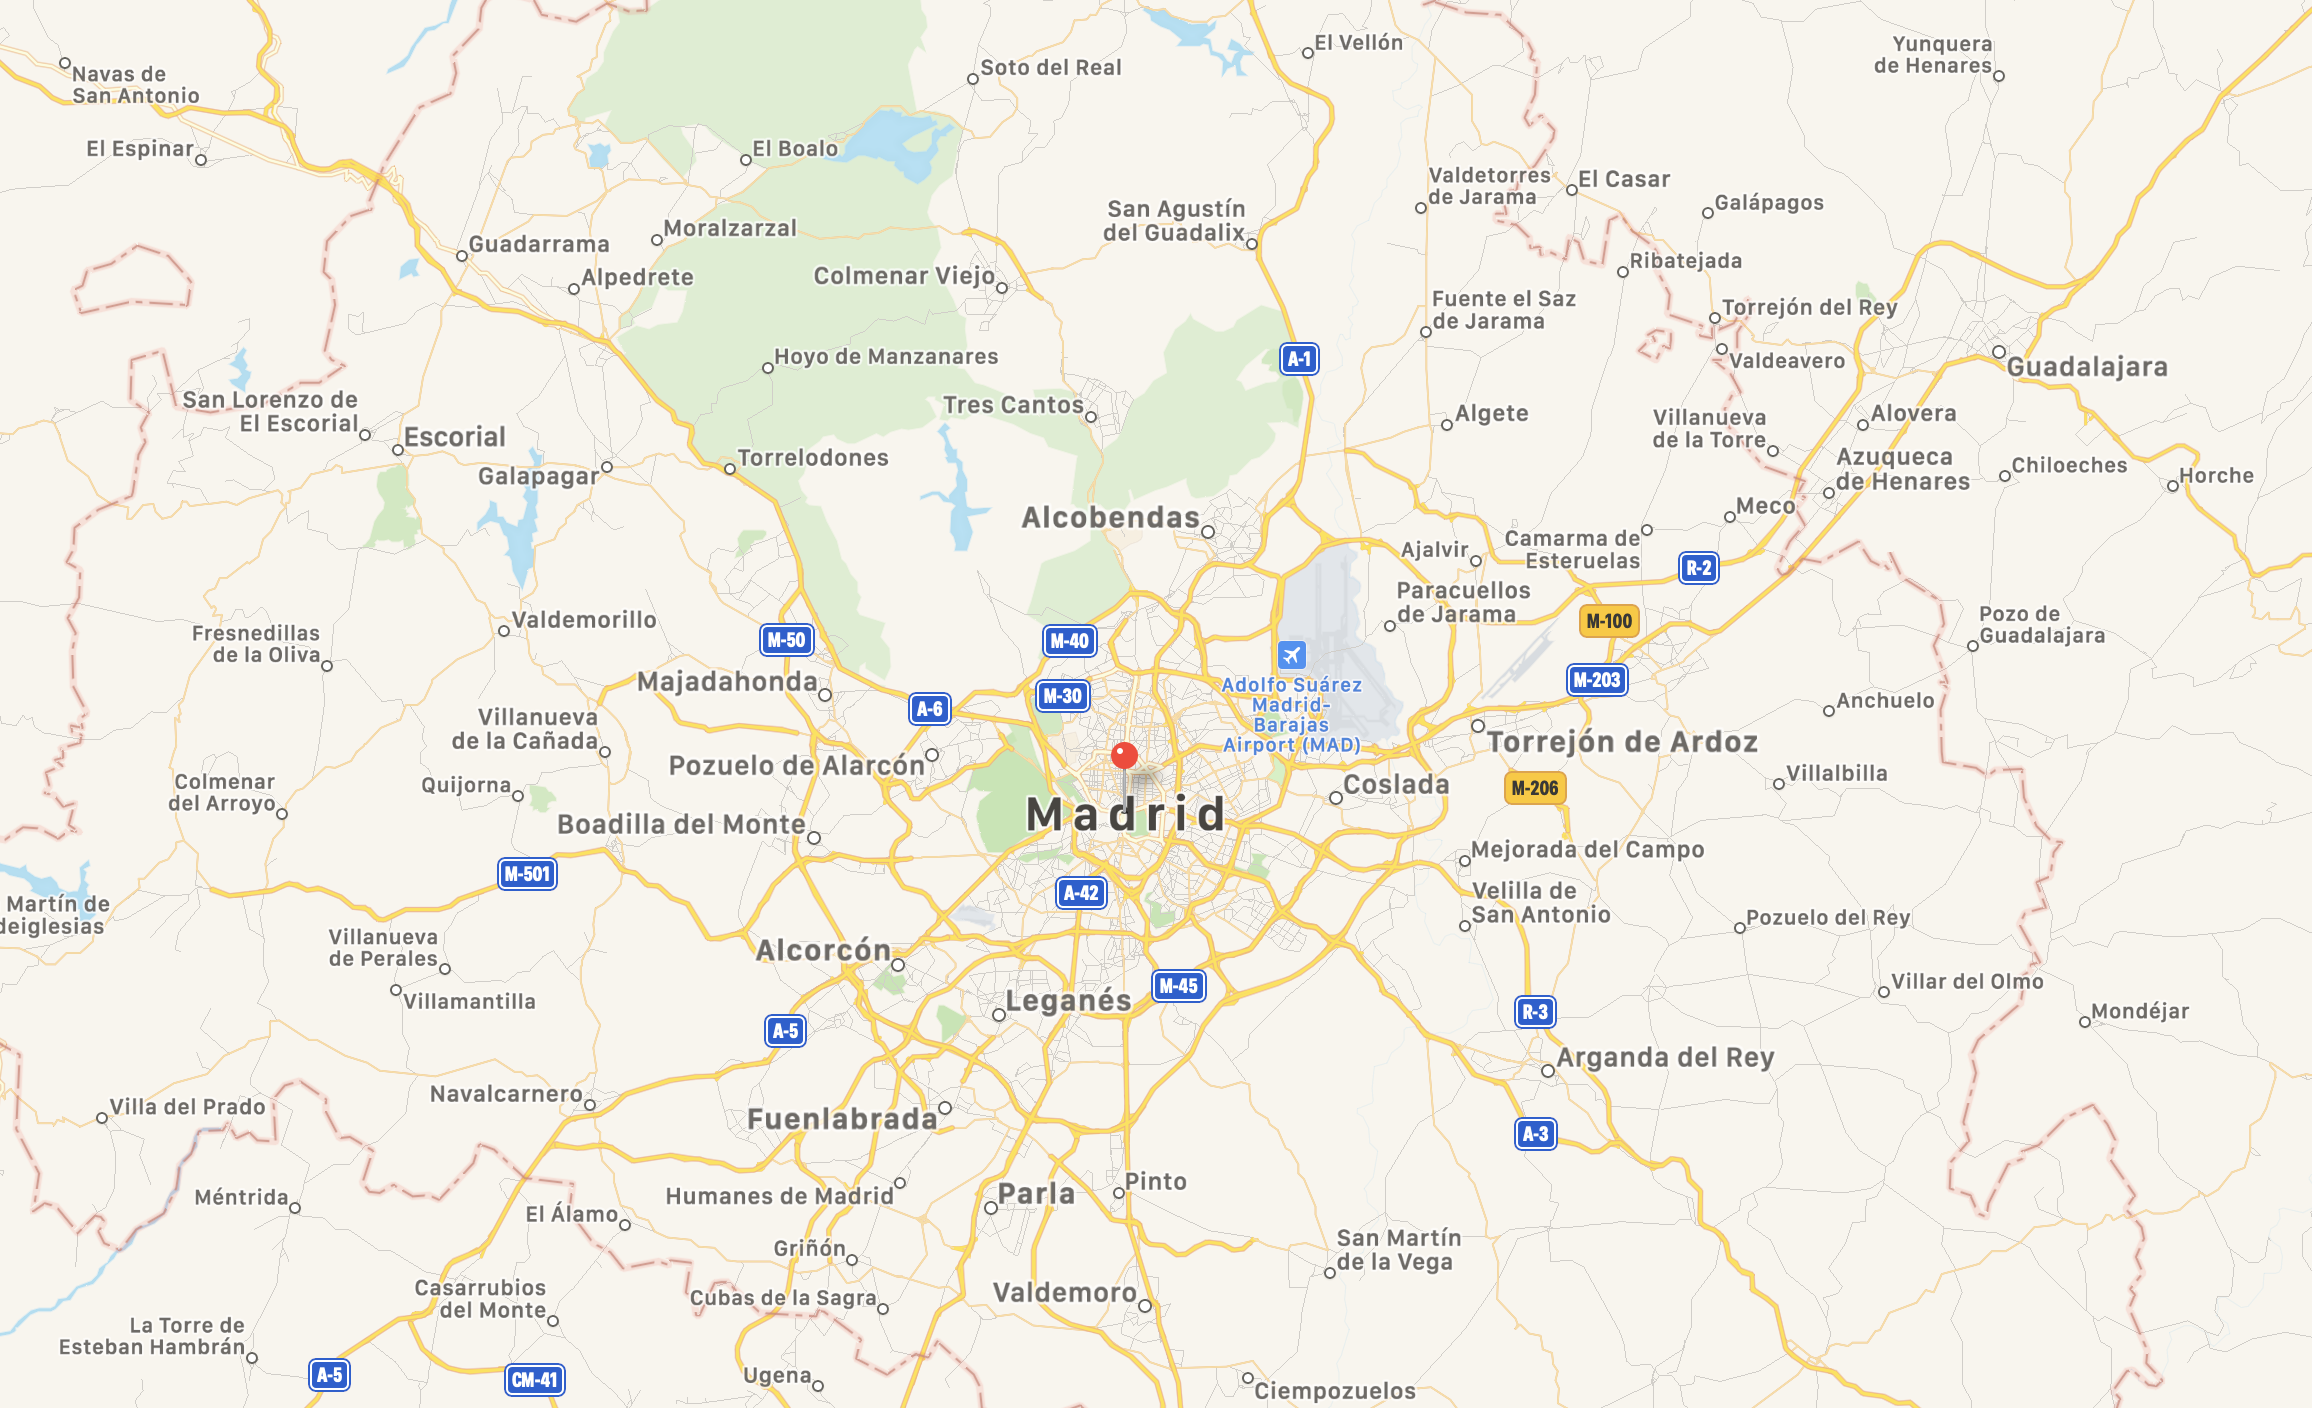 El Vellón
Yunquera
de Henares
Navas de
San Antonio
Soto del Real
El Espinar
El Boalo
Valdetorres
de Jarama
El Casar
Galápagos
San Agustín
del Guadalix
Guadarrama
Moralzarzal
Alpedrete
Colmenar Viejo
Ribatejada
Fuente el Saz
de Jarama
Torrejón del Rey
Hoyo de Manzanares
A-1
Valdeavero
Guadalajara
San Lorenzo de
El Escorial
Escorial
Tres Cantos
Algete
Villanueva
de la Torre
Alovera
Galapagar
Torrelodones
Azuqueca
de Henares
Chiloeches
Horche
Alcobendas
Meco
Ajalvir
Camarma de
Esteruelas
R-2
Paracuellos
de Jarama
M-100
Fresnedillas
de la Oliva
Valdemorillo
M-50
M-40
Pozo de
Guadalajara
Majadahonda
M-30
A-6
Adolfo Suárez
Madrid-
Barajas
Airport (MAD)
M-203
Anchuelo
Villanueva
de la Cañada
Torrejón de Ardoz
Pozuelo de Alarcón
Colmenar
del Arroyo
Quijorna
Coslada
M-206
Villalbilla
Madrid
Boadilla del Monte
Mejorada del Campo
M-501
A-42
Velilla de
San Antonio
Martín de
deiglesias
Pozuelo del Rey
Villanueva
de Perales
Alcorcón
Villamantilla
Leganés
M-45
Villar del Olmo
Mondéjar
A-5
R-3
Arganda del Rey
Navalcarnero
Villa del Prado
Fuenlabrada
A-3
Méntrida
Humanes de Madrid
Parla
Pinto
El Álamo
Griñón
San Martín
de la Vega
Casarrubios
del Monte
Cubas de la Sagra
Valdemoro
La Torre de
Esteban Hambrán
A-5
CM-41
Ugena
Ciempozuelos